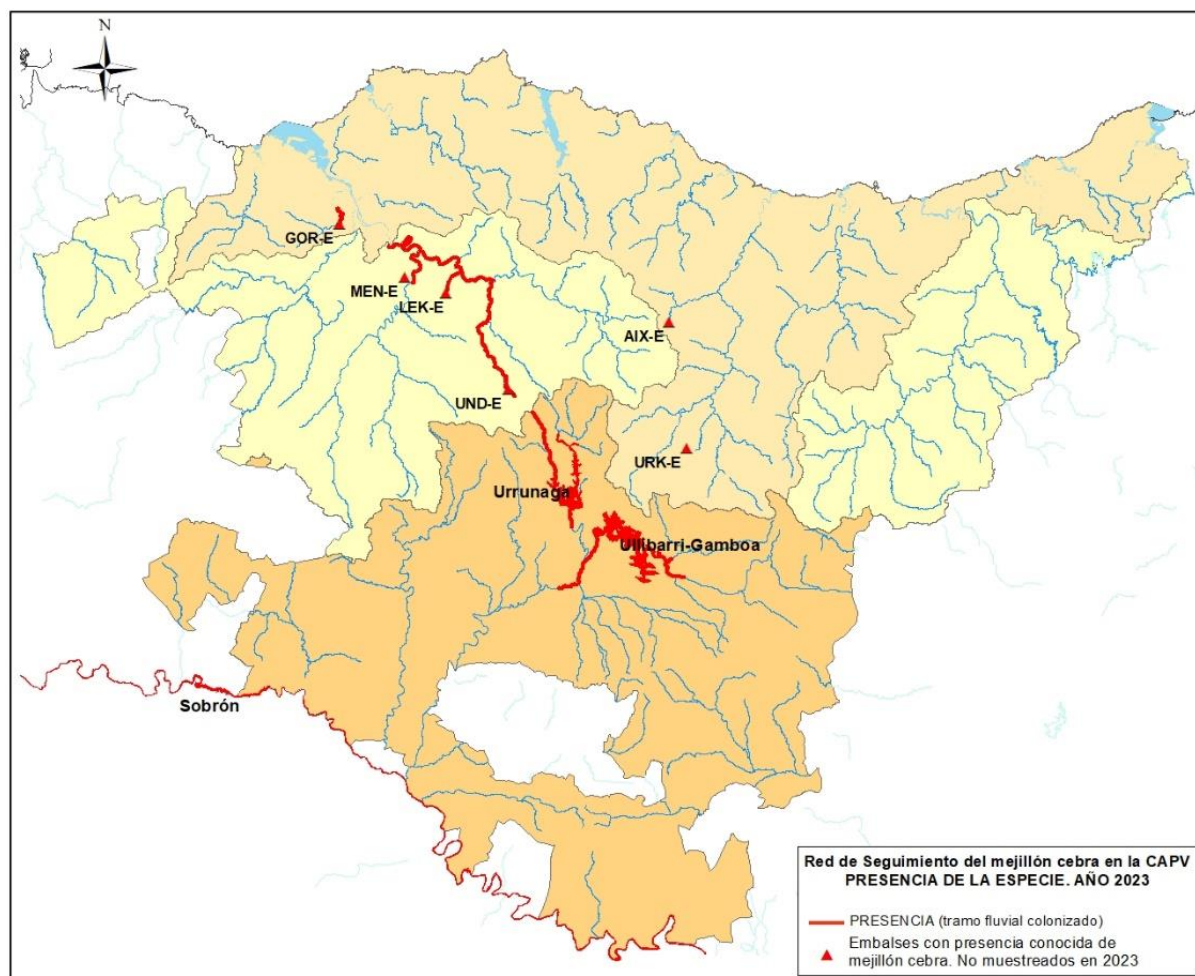 N
GOR-E
MEN-E
LEK-E
AIX-E
UND-E
URK-E
Urrunaga
Ullibarri-Gamboa
Sobrón
Red de Seguimiento del mejillón cebra en la CAPV
PRESENCIA DE LA ESPECIE. AÑO 2023
PRESENCIA (tramo fluvial colonizado)
Embalses con presencia conocida de
mejillón cebra. No muestreados en 2023